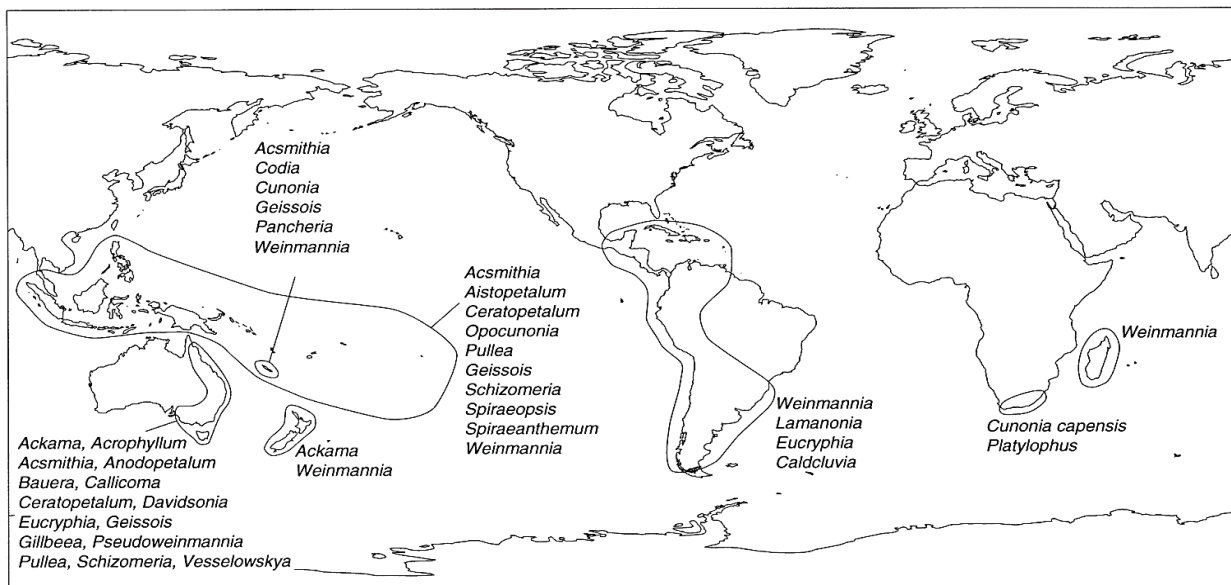 Acsmithia
Codia
Cunonia
Geissois
Pancheria
Weinmannia
Acsmithia
Aistopetalum
Ceratopetalum
Opocunonia
Pullea
Geissois
Schizomeria
Spiraeopsis
Spiraeanthemum
Weinmannia
Weinmannia
Weinmannia
Lamanonia
Eucryphia
Caldcluvia
Cunonia capensis
Platylophus
Ackama
Weinmannia
Ackama, Acrophyllum
Acsmithia, Anodopetalum
Bauera, Callicoma
Ceratopetalum, Davidsonia
Eucryphia, Geissois
Gillbeea, Pseudoweinmannia
Pullea, Schizomeria, Vesselowskya